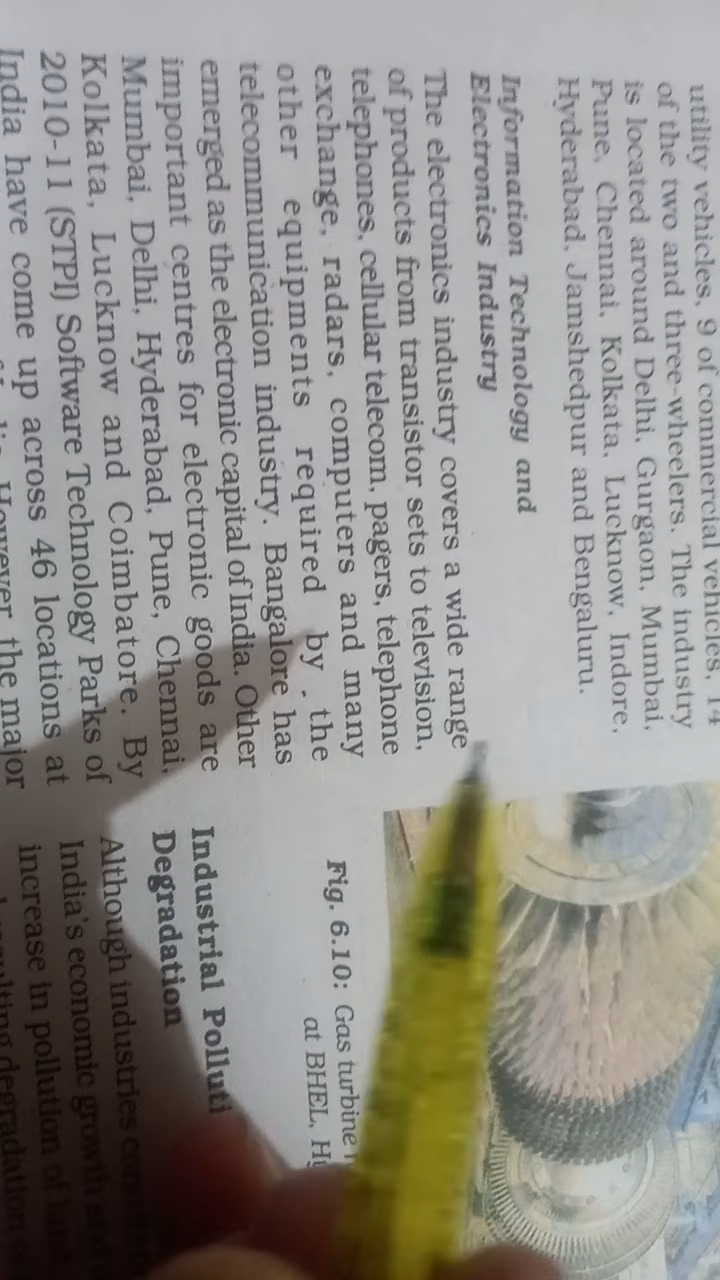 utility vehicles, 9 of commercial vehicles, 14
of the two and three-wheelers. The industry
is located around Delhi, Gurgaon, Mumbai,
Pune, Chennai, Kolkata, Lucknow, Indore,
Hyderabad, Jamshedpur and Bengaluru.
Information Technology and
Electronics Industry
The electronics industry covers a wide range
of products from transistor sets to television,
telephones, cellular telecom, pagers, telephone
exchange, radars, computers and many
other equipments required by the
telecommunication industry. Bangalore has
emerged as the electronic capital of India. Other
important centres for electronic goods are
Mumbai, Delhi, Hyderabad, Pune, Chennai,
Kolkata, Lucknow and Coimbatore. By
2010-11 (STPI) Software Technology Parks of
India have come up across 46 locations at
However the major
Fig. 6.10: Gas turbine
at BHEL,
Industrial
Degradation
Although industries
India's economic growth
increase in pollution of
degradation